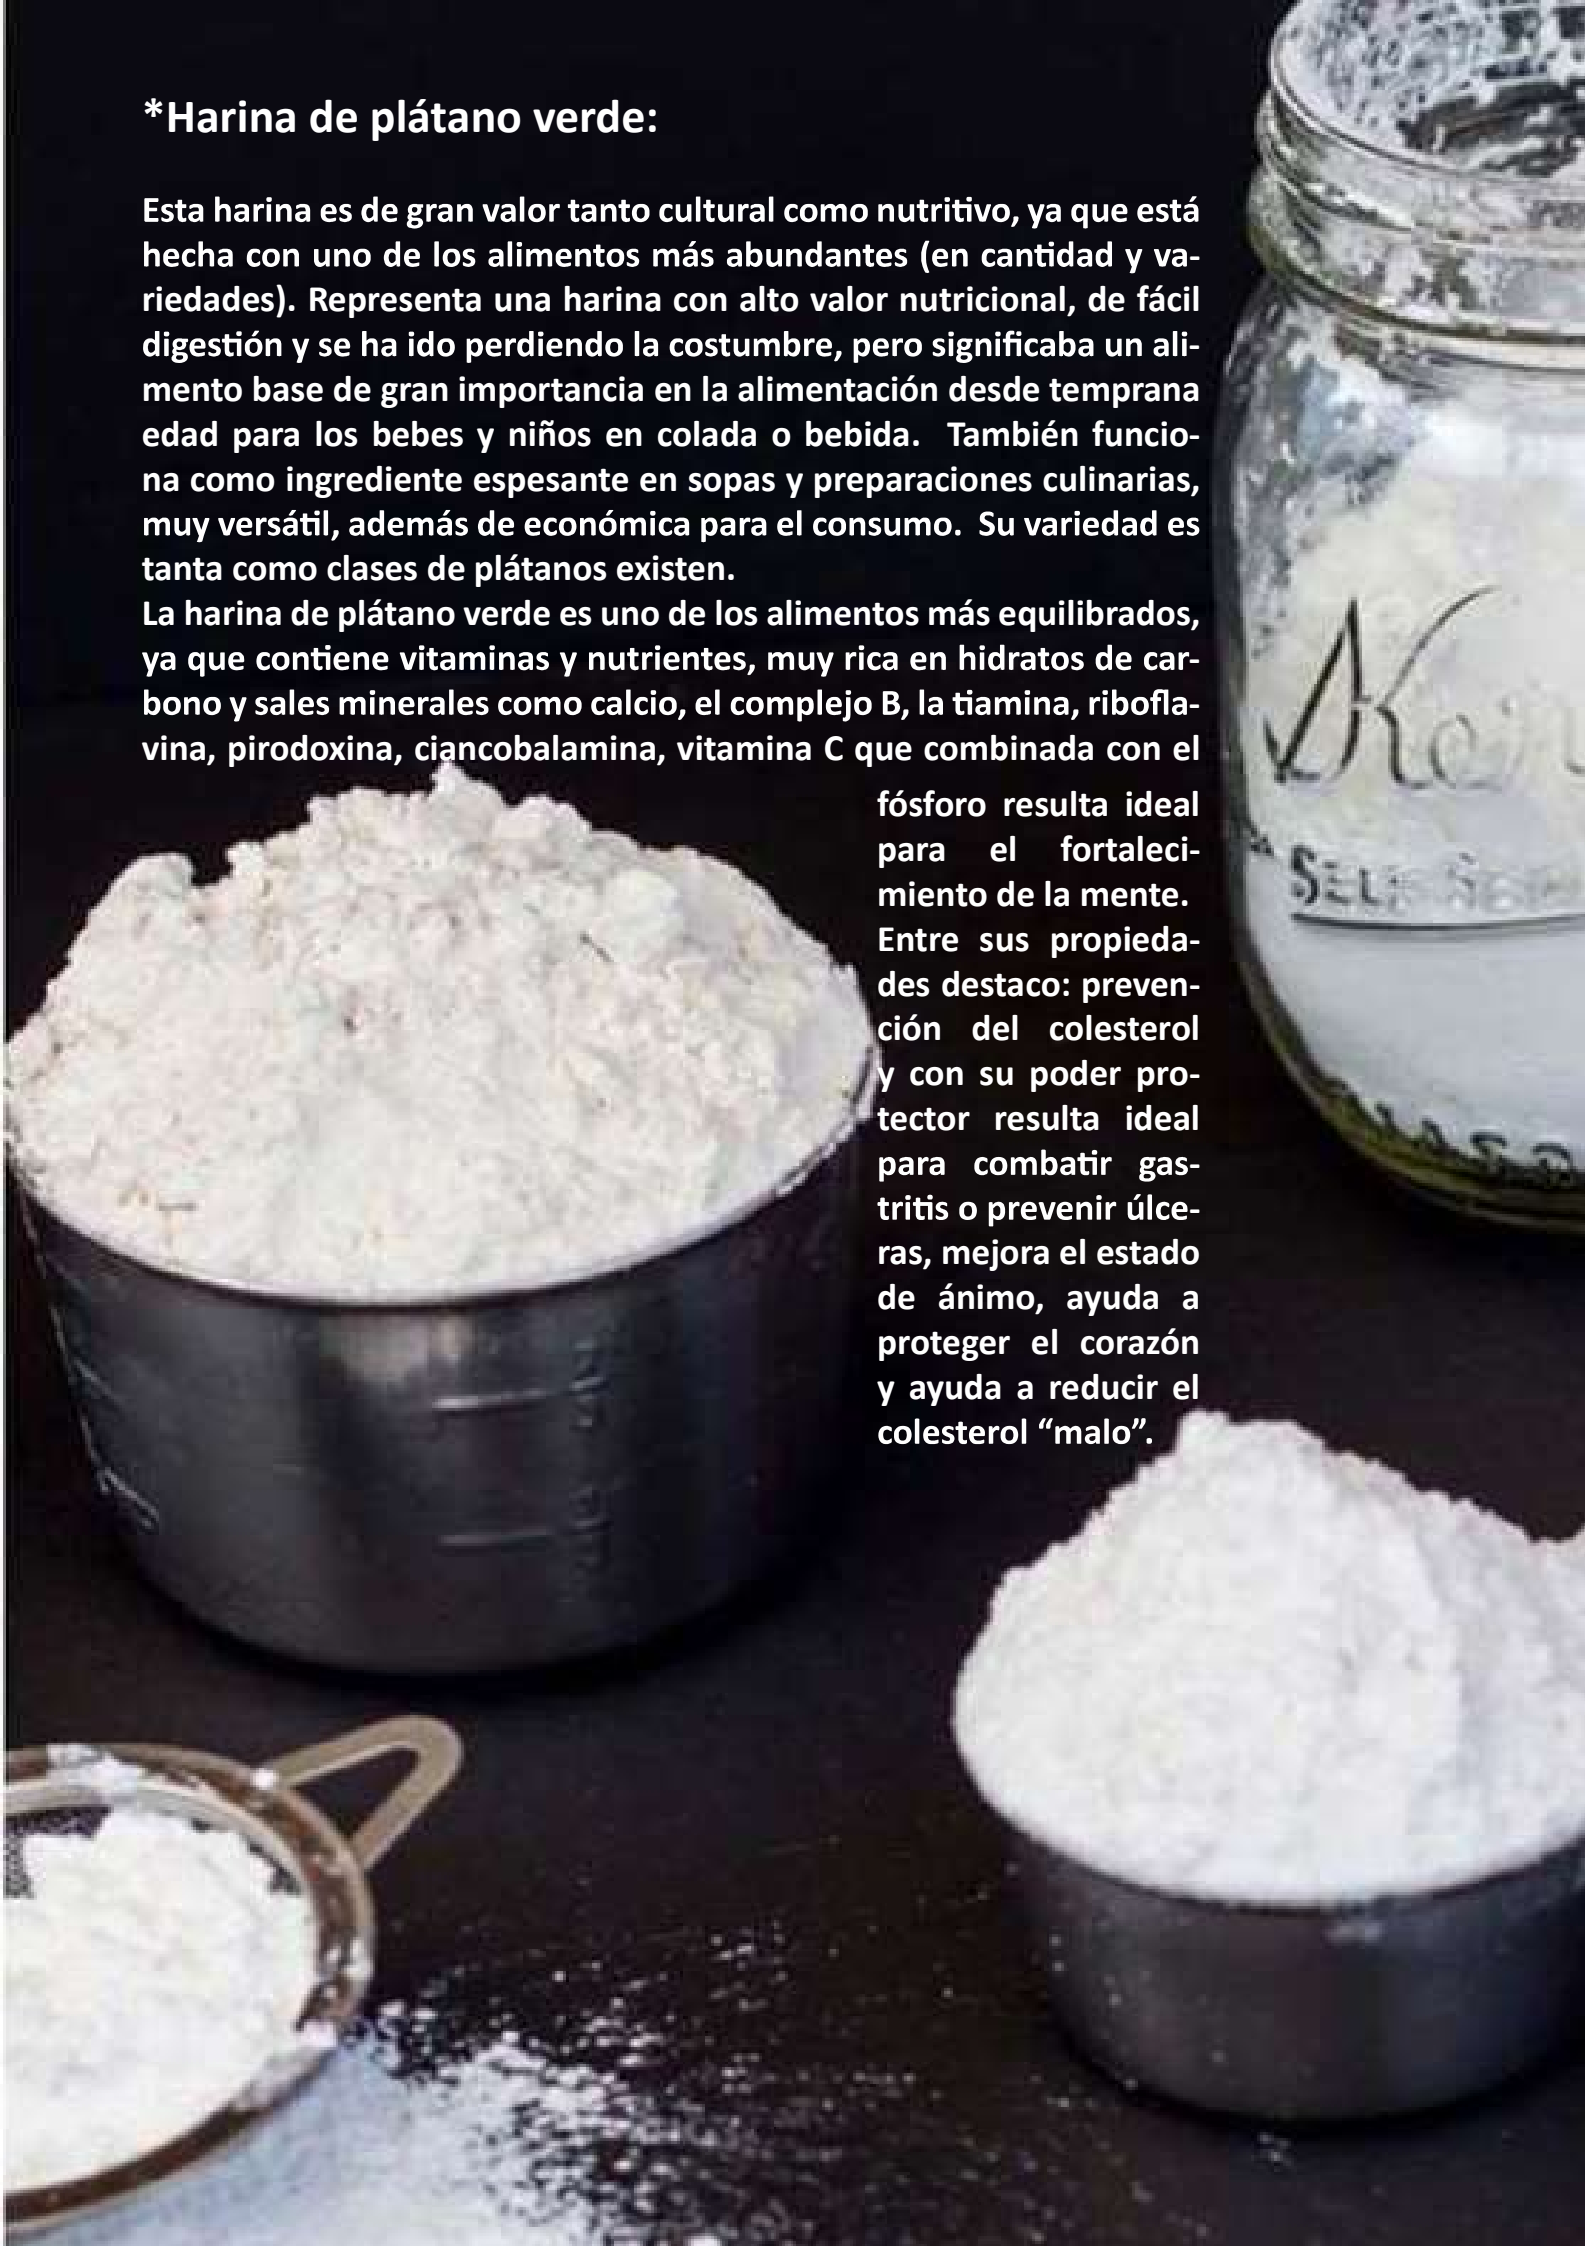 *Harina de plátano verde:
Esta harina es de gran valor tanto cultural como nutritivo, ya que está
hecha con uno de los alimentos más abundantes (en cantidad y va-
riedades). Representa una harina con alto valor nutricional, de fácil
digestión y se ha ido perdiendo la costumbre, pero significaba un ali-
mento base de gran importancia en la alimentación desde temprana
edad para los bebes y niños en colada o bebida.  También funcio-
na como ingrediente espesante en sopas y preparaciones culinarias,
muy versátil, además de económica para el consumo.  Su variedad es
tanta como clases de plátanos existen.
La harina de plátano verde es uno de los alimentos más equilibrados,
ya que contiene vitaminas y nutrientes, muy rica en hidratos de car-
bono y sales minerales como calcio, el complejo B, la tiamina, ribofla-
vina, pirodoxina, ciancobalamina, vitamina C que combinada con el
fósforo resulta ideal
para el fortaleci-
miento de la mente.
Entre sus propieda-
des destaco: preven-
ción del colesterol
y con su poder pro-
tector resulta ideal
para combatir gas-
tritis o prevenir úlce-
ras, mejora el estado
de ánimo, ayuda a
proteger el corazón
y ayuda a reducir el
colesterol “malo”.
SELF